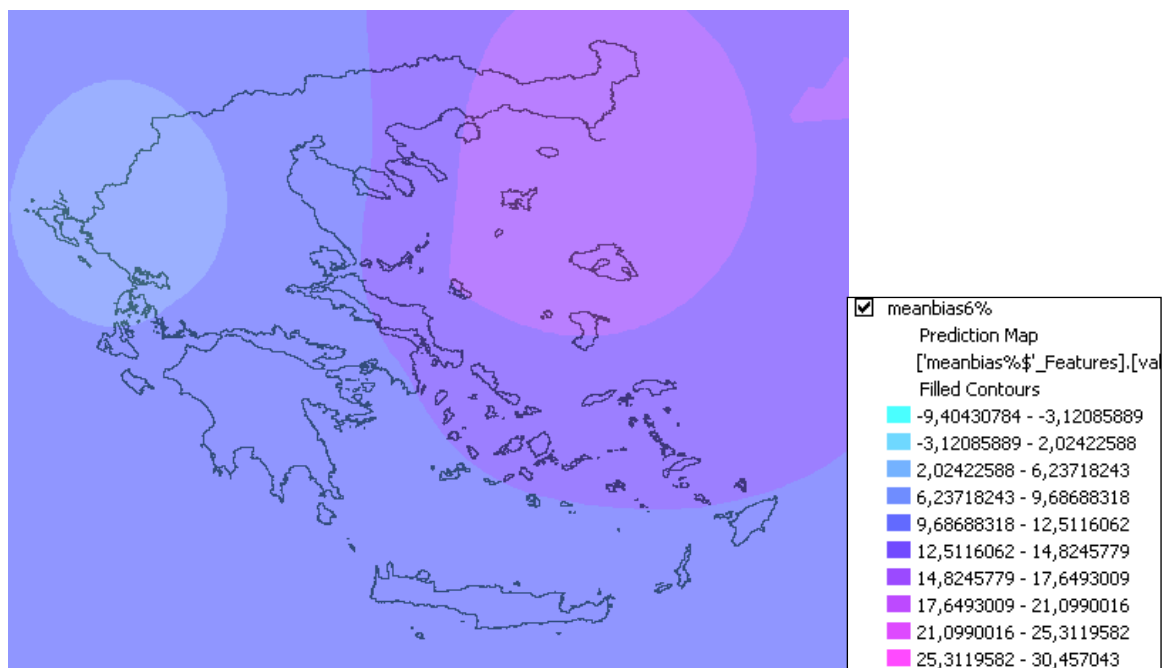 meanbias6%
Prediction Map
['meanbias%$'_Features].[val
Filled Contours
-9,40430784 - -3,12085889
-3,12085889 - 2,02422588
2,02422588 - 6,23718243
6,23718243 - 9,68688318
9,68688318 - 12,5116062
12,5116062 - 14,8245779
14,8245779 - 17,6493009
17,6493009 - 21,0990016
21,0990016 - 25,3119582
25,3119582 - 30,457043